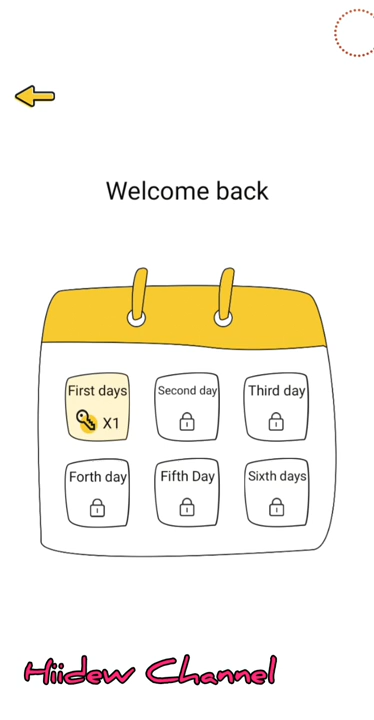 Welcome back
First days
X1
Second day
Third day
Forth day
Fifth Day
Sixth days
Hiidew Channel